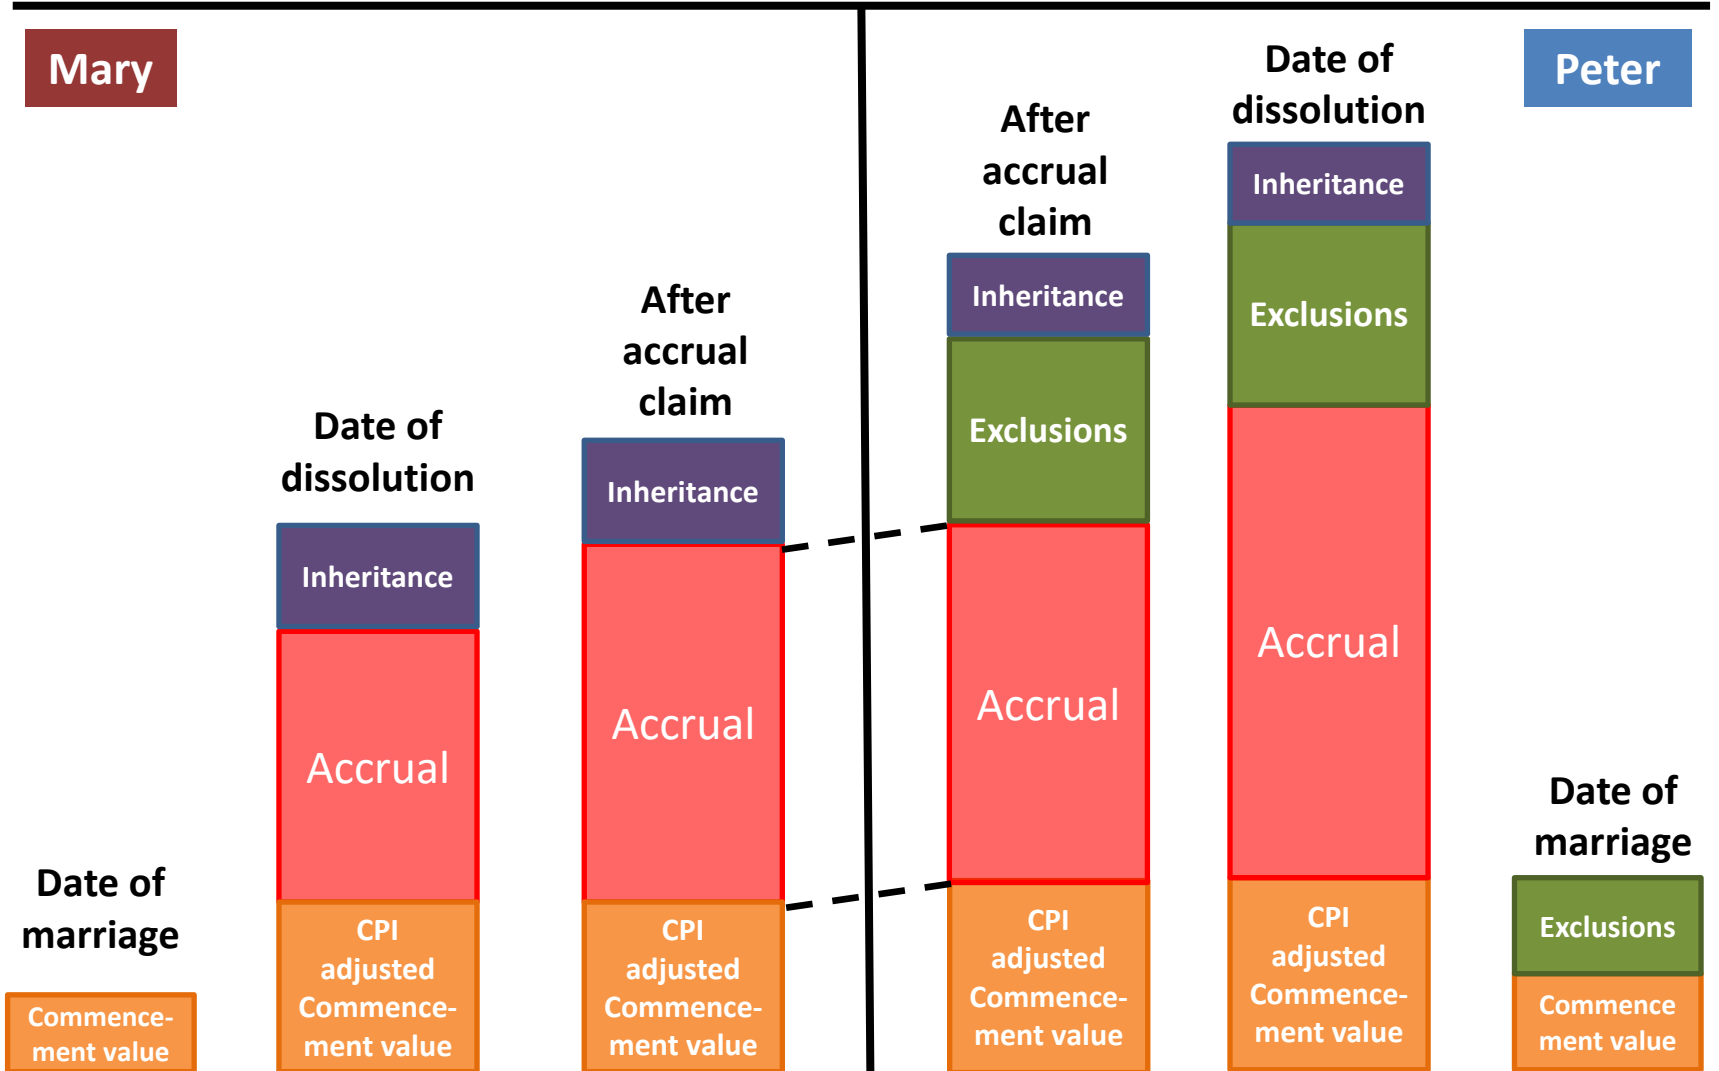 Mary
Date of
marriage
Commence-
ment value
Date of
dissolution
Inheritance
Accrual
CPI
adjusted
Commence-
ment value
After
accrual
claim
Inheritance
Accrual
CPI
adjusted
Commence-
ment value
After
accrual
claim
Inheritance
Exclusions
Accrual
CPI
adjusted
Commence-
ment value
Date of
dissolution
Inheritance
Exclusions
Accrual
CPI
adjusted
Commence-
ment value
Peter
Date of
marriage
Exclusions
Commence
ment value